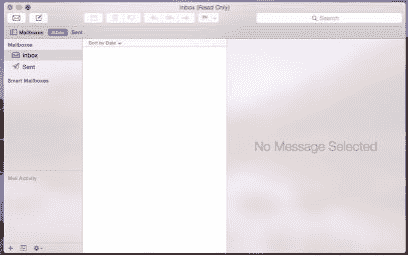 Inbox (Read Only)
Search
Mailboxes Inbox Sent
Mailboxes
Inbox
Sent
Smart Mailboxes
Sort by Date
No Message Selected
Mail Activity